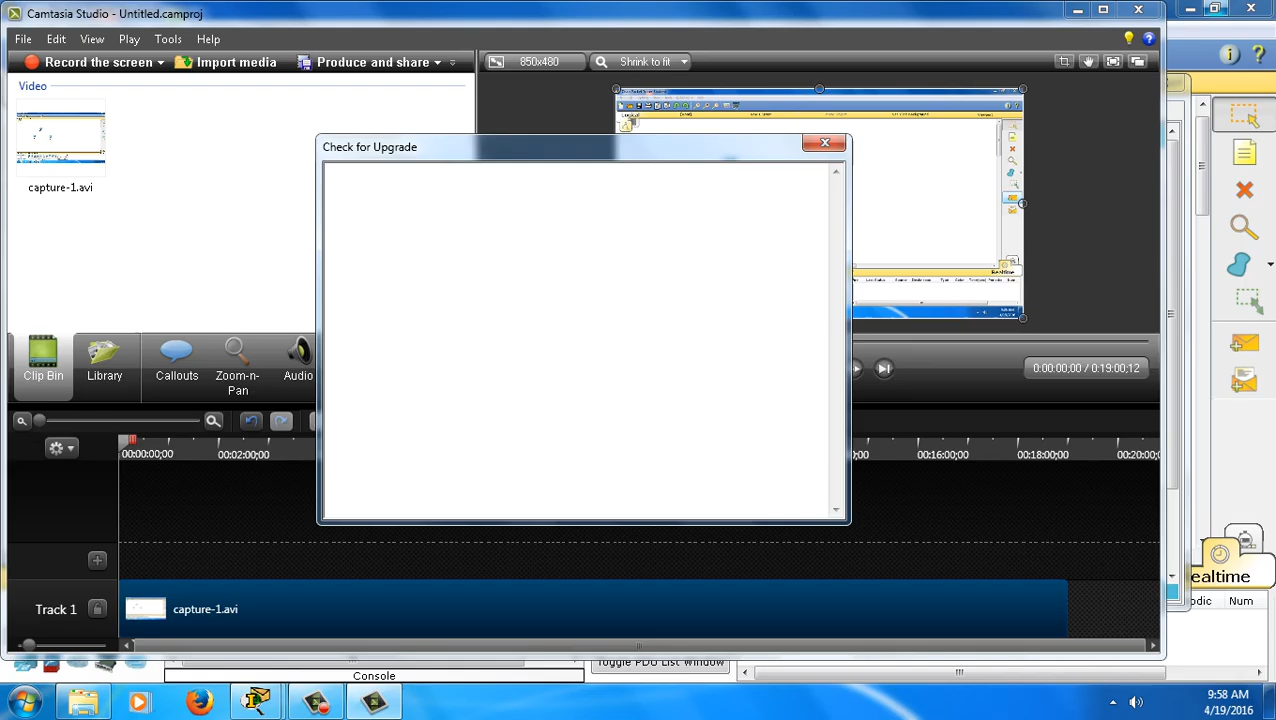 Camtasia Studio - Untitled.camproj
File Edit View Play Tools Help
Record the screen Import media Produce and share 850x480 Shrink to fit
Video
capture-1.avi
Check for Upgrade
Realtime
Clip Bin Library Callouts Zoom-n-Pan Audio
0:00:00;00 / 0:19:00;12
00:00:00;00 00:02:00;00 00:16:00;00 00:18:00;00 00:20:00;0
Track 1 capture-1.avi
ealtime
odic Num
Toggle PDU List Window
Console
9:58 AM
4/19/2016